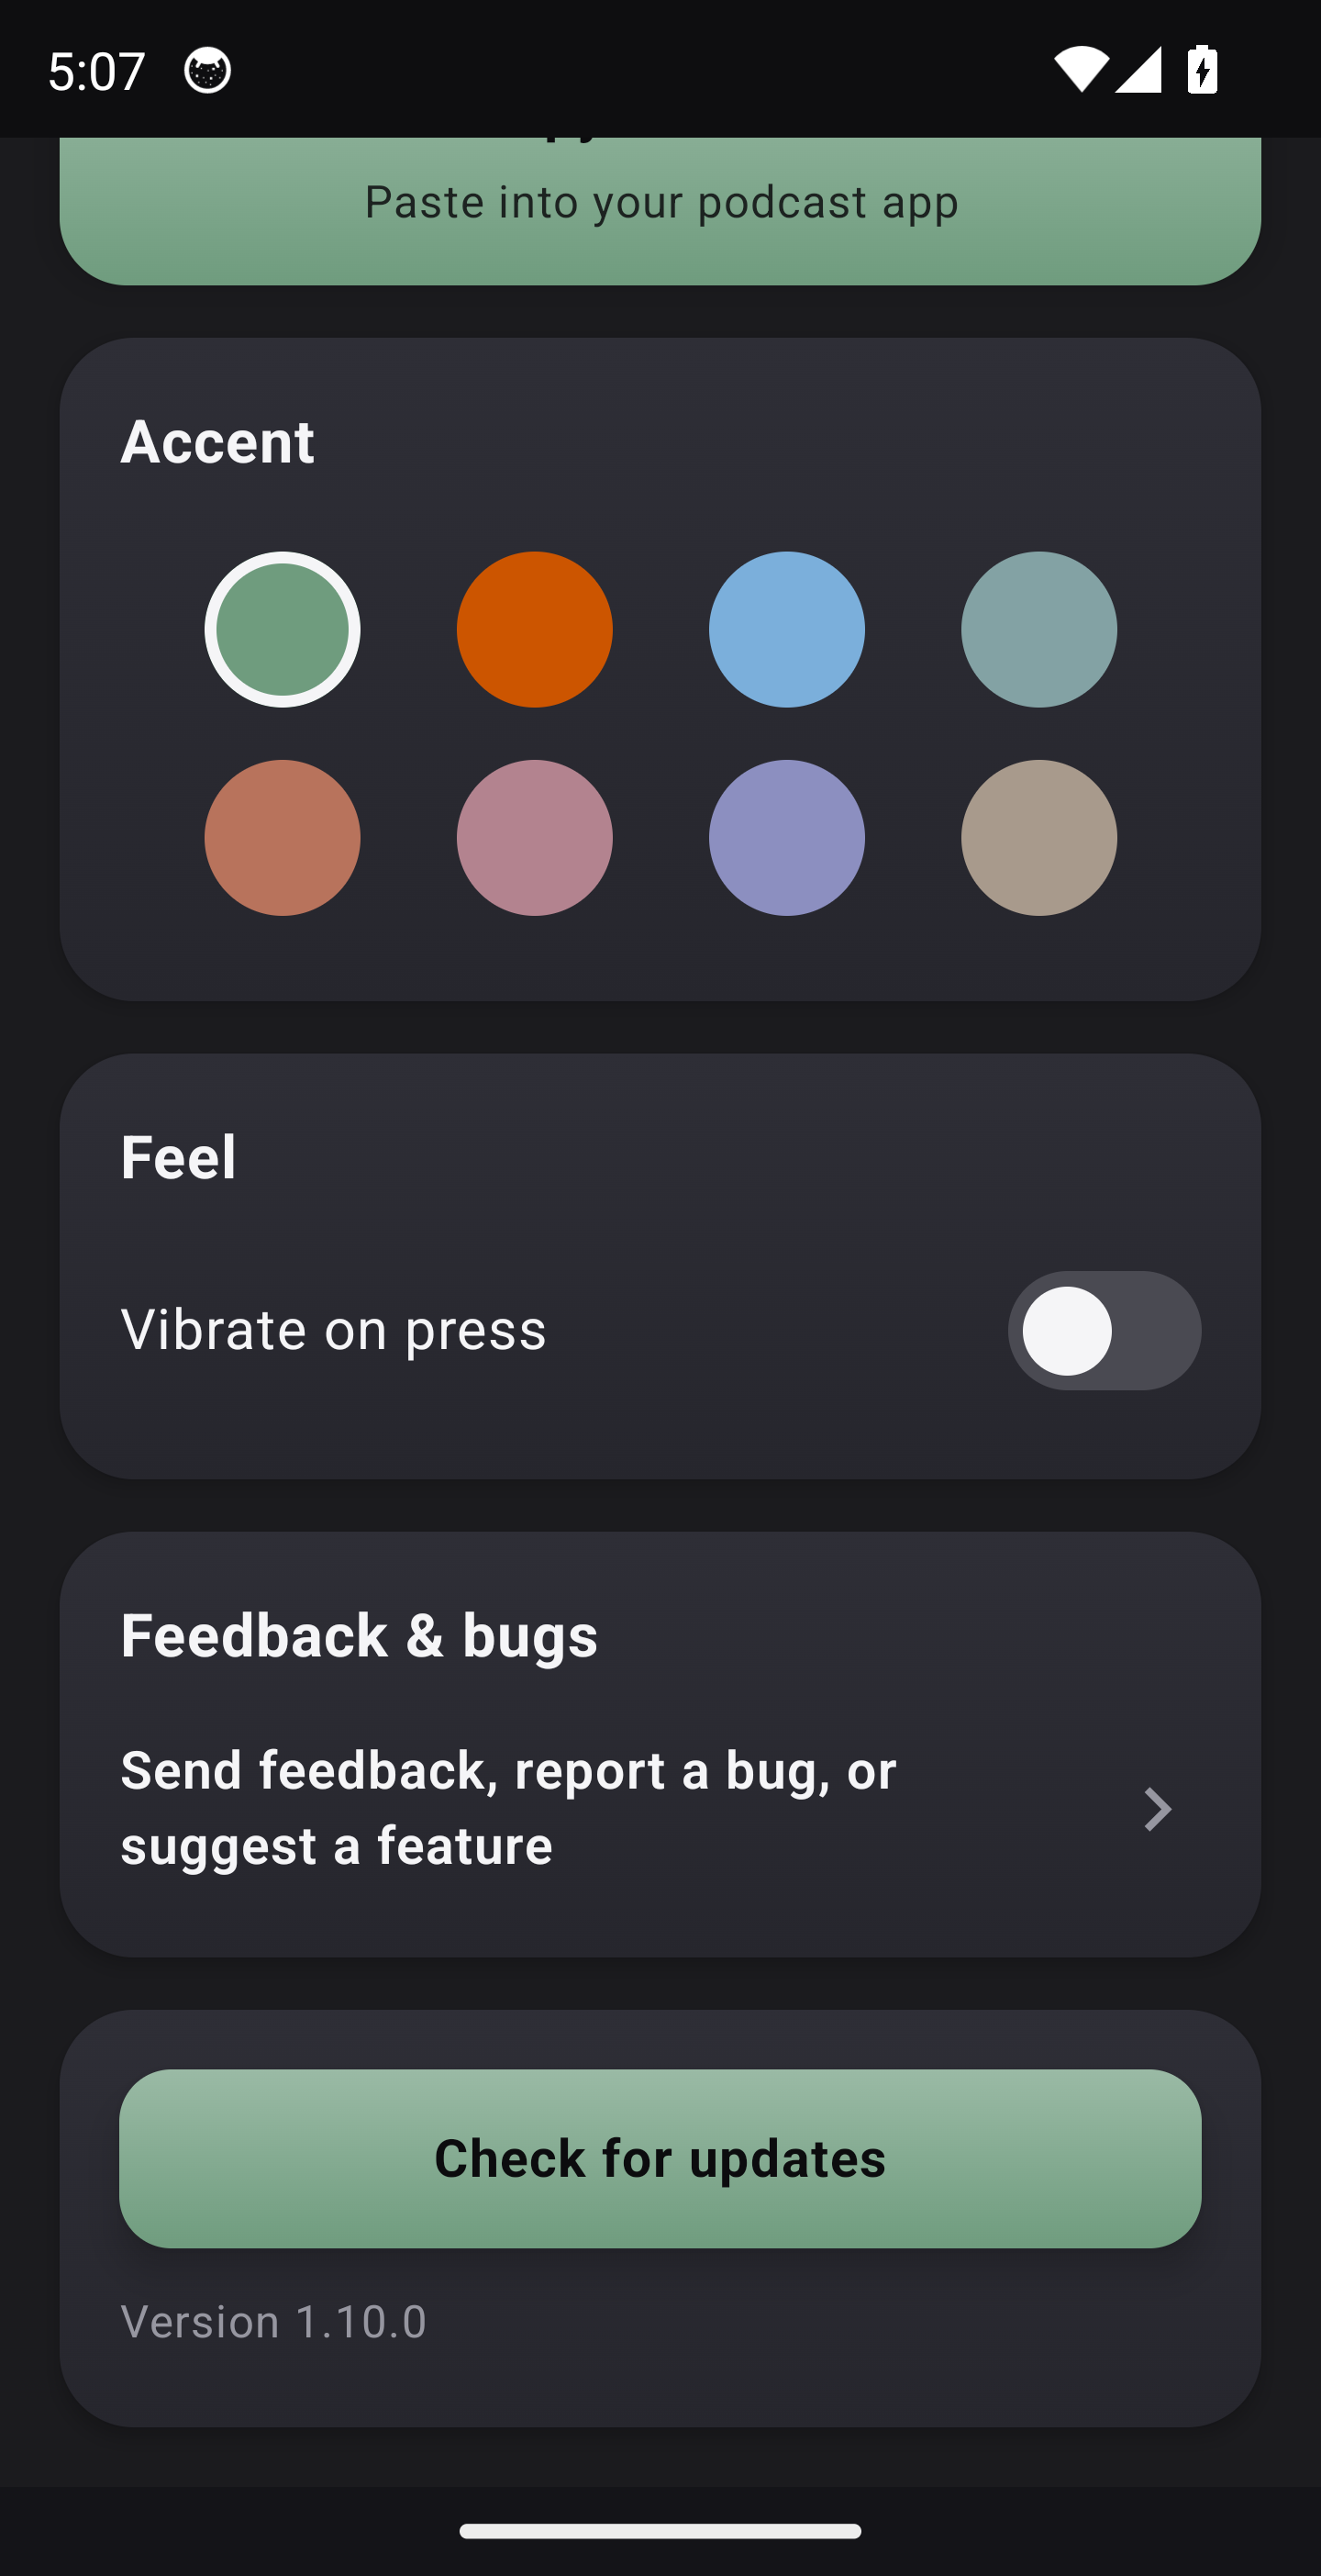 5:07
Paste into your podcast app
Accent
Feel
Vibrate on press
Feedback & bugs
Send feedback, report a bug, or
suggest a feature
Check for updates
Version 1.10.0